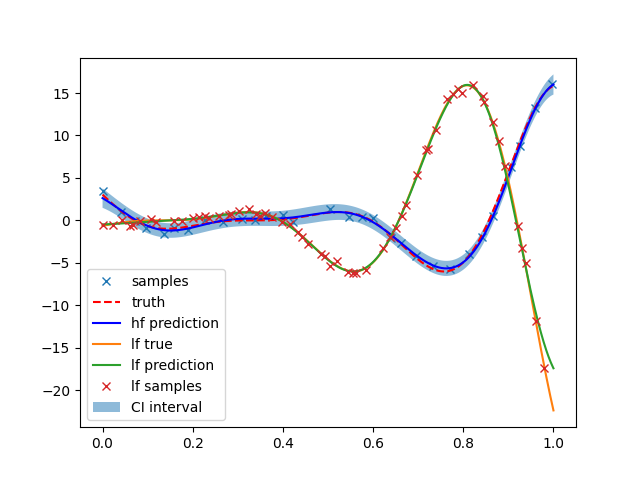 15
10
5
0
−5
−10
−15
−20
samples
truth
hf prediction
lf true
lf prediction
lf samples
CI interval
0.0 0.2 0.4 0.6 0.8 1.0